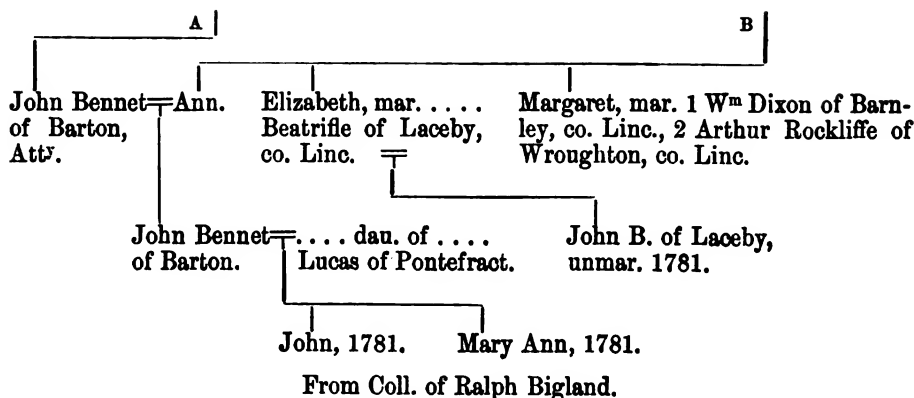 A B
John Bennet=Ann. Elizabeth, mar. . . . . Margaret, mar. 1 Wᵐ Dixon of Barn-
of Barton, Beatrifle of Laceby, ley, co. Linc., 2 Arthur Rockliffe of
Attʸ. co. Linc. Wroughton, co. Linc.
John Bennet=. . . . dau. of . . . . John B. of Laceby,
of Barton. Lucas of Pontefract. unmar. 1781.
John, 1781. Mary Ann, 1781.
From Coll. of Ralph Bigland.